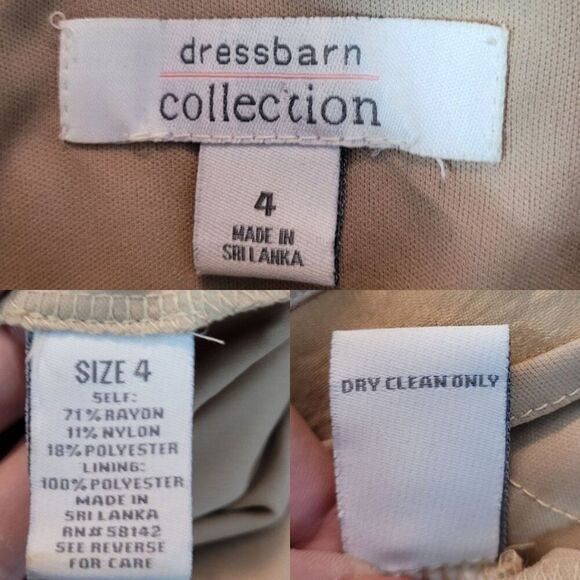 dressbarn
collection
4
MADE IN
SRI LANKA
SIZE 4
SELF:
71% RAYON
11% NYLON
18% POLYESTER
LINING:
100% POLYESTER
MADE IN
SRI LANKA
RN# 58142
SEE REVERSE
FOR CARE
DRY CLEAN ONLY